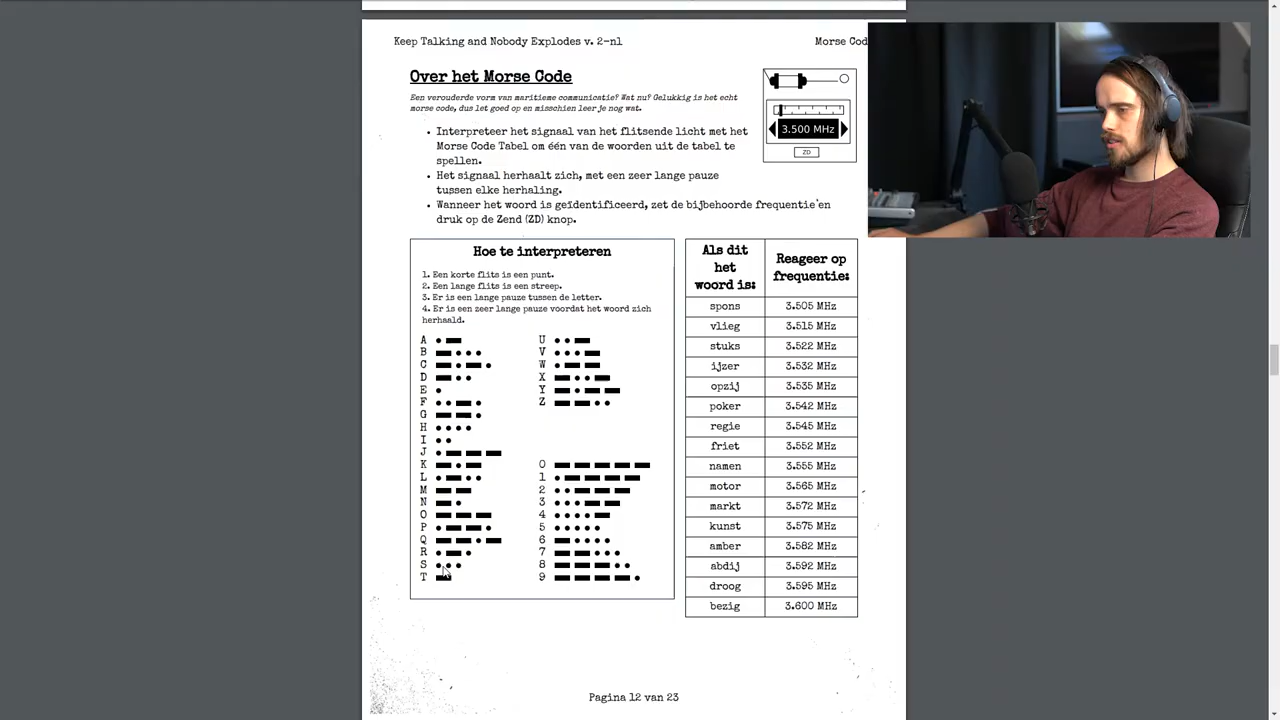 Keep Talking and Nobody Explodes v. 2-nl
Morse Cod
Over het Morse Code
Een verouderde vorm van maritieme communicatie? Wat nu? Gelukkig is het echt
morse code, dus let goed op en misschien leer je nog wat.
3.500 MHz
ZD
• Interpreteer het signaal van het flitsende licht met het
Morse Code Tabel om één van de woorden uit de tabel te
spellen.
• Het signaal herhaalt zich, met een zeer lange pauze
tussen elke herhaling.
• Wanneer het woord is geïdentificeerd, zet de bijbehoorde frequentie en
druk op de Zend (ZD) knop.
Hoe te interpreteren
1. Een korte flits is een punt.
2. Een lange flits is een streep.
3. Er is een lange pauze tussen de letter.
4. Er is een zeer lange pauze voordat het woord zich
herhaald.
A
B
C
D
E
F
G
H
I
J
K
L
M
N
O
P
Q
R
S
T
U
V
W
X
Y
Z
0
1
2
3
4
5
6
7
8
9
Als dit
het
woord is:
Reageer op
frequentie:
spons 3.505 MHz
vlieg 3.515 MHz
stuks 3.522 MHz
ijzer 3.532 MHz
opzij 3.535 MHz
poker 3.542 MHz
regie 3.545 MHz
friet 3.552 MHz
namen 3.555 MHz
motor 3.565 MHz
markt 3.572 MHz
kunst 3.575 MHz
amber 3.582 MHz
abdij 3.592 MHz
droog 3.595 MHz
bezig 3.600 MHz
Pagina 12 van 23